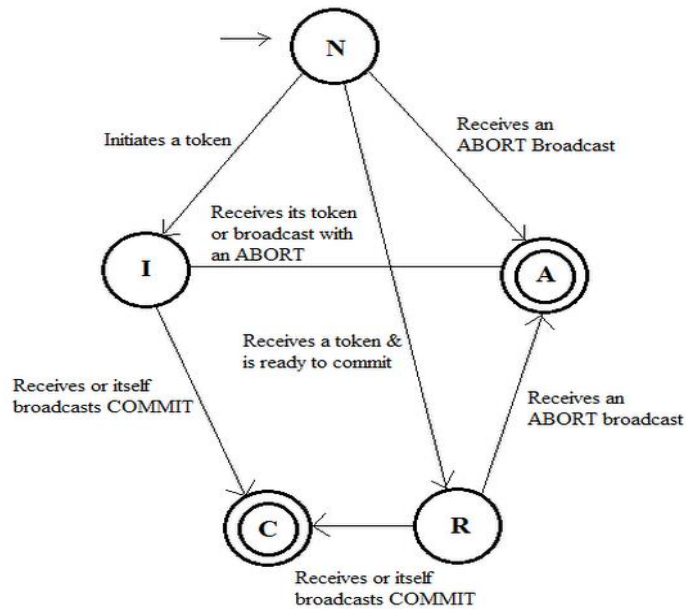 N
Initiates a token
Receives an
ABORT Broadcast
Receives its token
or broadcast with
an ABORT
I
A
Receives a token &
is ready to commit
Receives or itself
broadcasts COMMIT
Receives an
ABORT broadcast
C
R
Receives or itself
broadcasts COMMIT